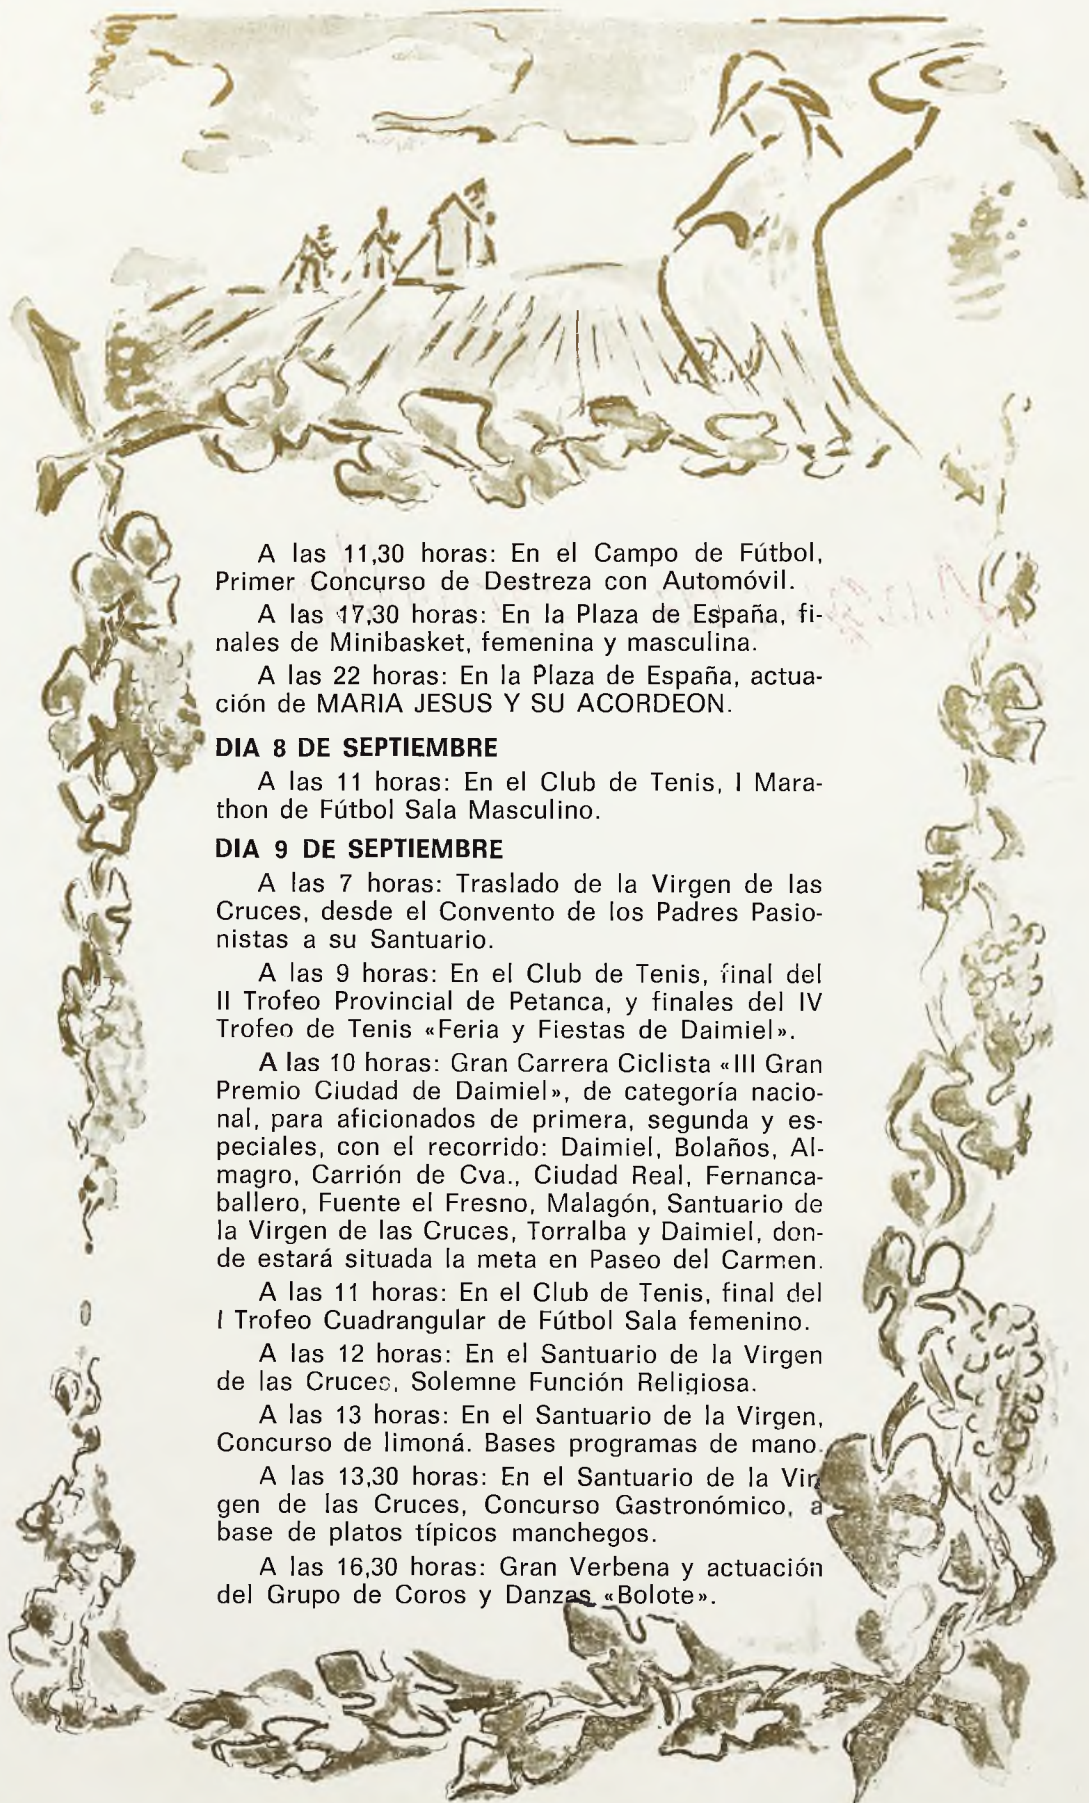 A las 11,30 horas: En el Campo de Fútbol,
Primer Concurso de Destreza con Automóvil.
A las 17,30 horas: En la Plaza de España, fi-
nales de Minibasket, femenina y masculina.
A las 22 horas: En la Plaza de España, actua-
ción de MARIA JESUS Y SU ACORDEON.
DIA 8 DE SEPTIEMBRE
A las 11 horas: En el Club de Tenis, I Mara-
thon de Fútbol Sala Masculino.
DIA 9 DE SEPTIEMBRE
A las 7 horas: Traslado de la Virgen de las
Cruces, desde el Convento de los Padres Pasio-
nistas a su Santuario.
A las 9 horas: En el Club de Tenis, final del
II Trofeo Provincial de Petanca, y finales del IV
Trofeo de Tenis «Feria y Fiestas de Daimiel».
A las 10 horas: Gran Carrera Ciclista «III Gran
Premio Ciudad de Daimiel», de categoría nacio-
nal, para aficionados de primera, segunda y es-
peciales, con el recorrido: Daimiel, Bolaños, Al-
magro, Carrión de Cva., Ciudad Real, Fernanca-
ballero, Fuente el Fresno, Malagón, Santuario de
la Virgen de las Cruces, Torralba y Daimiel, don-
de estará situada la meta en Paseo del Carmen.
A las 11 horas: En el Club de Tenis, final del
I Trofeo Cuadrangular de Fútbol Sala femenino.
A las 12 horas: En el Santuario de la Virgen
de las Cruces, Solemne Función Religiosa.
A las 13 horas: En el Santuario de la Virgen,
Concurso de limoná. Bases programas de mano.
A las 13,30 horas: En el Santuario de la Vir-
gen de las Cruces, Concurso Gastronómico, a
base de platos típicos manchegos.
A las 16,30 horas: Gran Verbena y actuación
del Grupo de Coros y Danzas «Bolote».